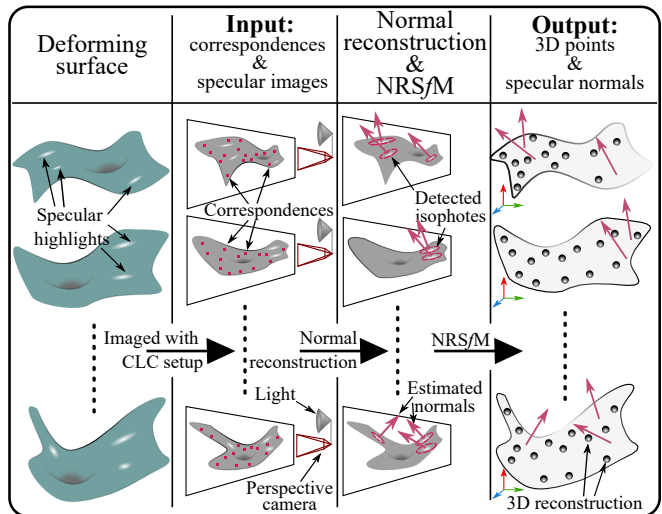 Deforming
surface
Input:
correspondences
&
specular images
Normal
reconstruction
&
NRSfM
Output:
3D points
&
specular normals
Specular
highlights
Correspondences
Detected
isophotes
Imaged with
CLC setup
Normal
reconstruction
NRSfM
Light
Perspective
camera
Estimated
normals
3D reconstruction